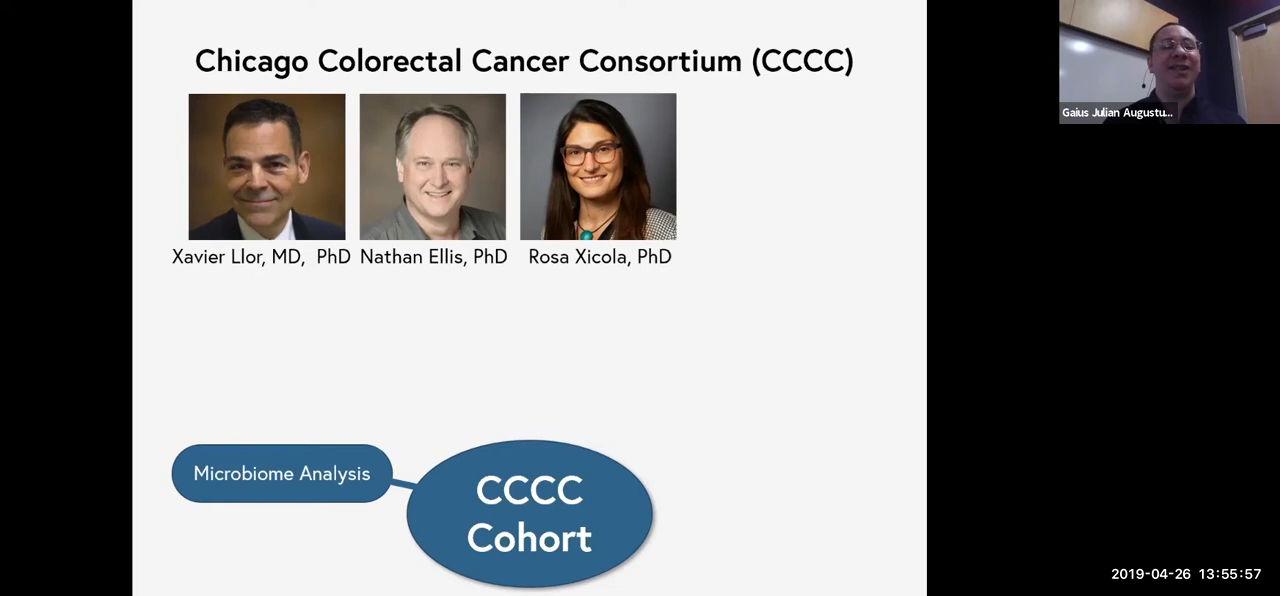 Chicago Colorectal Cancer Consortium (CCCC)
Gaius Julian Augustu...
Xavier Llor, MD, PhD
Nathan Ellis, PhD
Rosa Xicola, PhD
Microbiome Analysis
CCCC
Cohort
2019-04-26 13:55:57